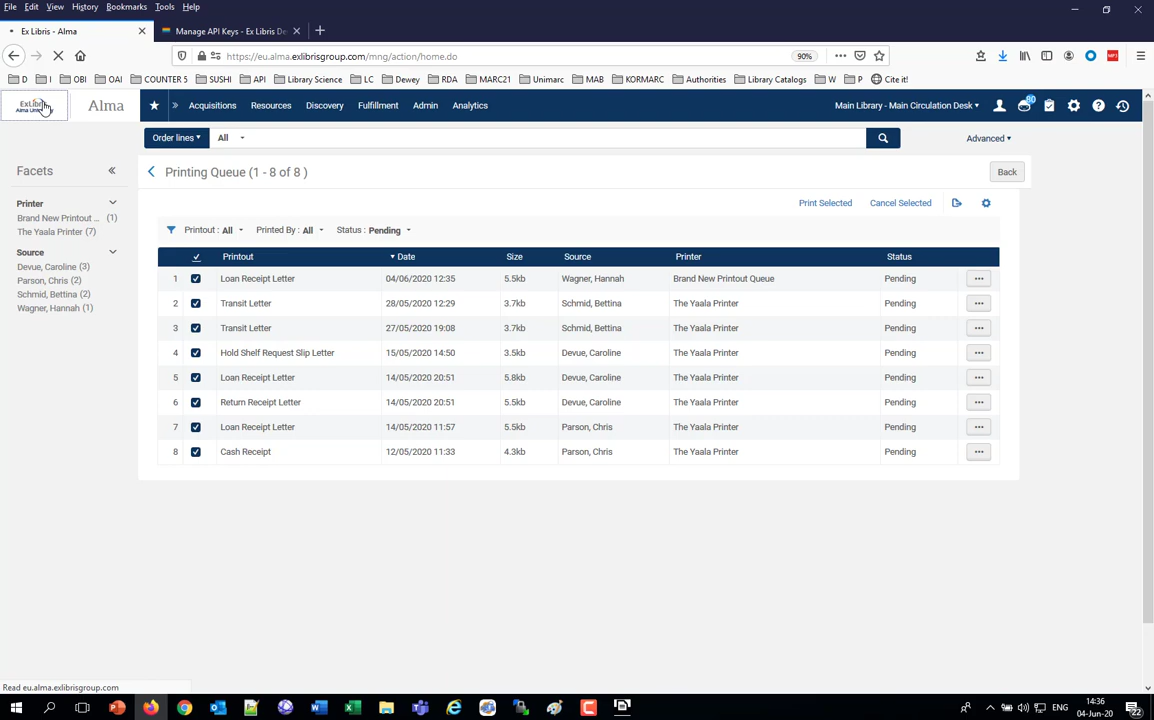 File Edit View History Bookmarks Tools Help
Ex Libris - Alma
Manage API Keys - Ex Libris De
https://eu.alma.exlibrisgroup.com/mng/action/home.do
90%
D I OBI OAI COUNTER 5 SUSHI API Library Science LC Dewey RDA MARC21 Unimarc MAB KORMARC Authorities Library Catalogs W P Cite it!
Alma Acquisitions Resources Discovery Fulfillment Admin Analytics Main Library - Main Circulation Desk 80
Order lines All Advanced
Facets
Printing Queue (1 - 8 of 8 ) Back
Printer
Brand New Printout ... (1)
The Yaala Printer (7)
Source
Devue, Caroline (3)
Parson, Chris (2)
Schmid, Bettina (2)
Wagner, Hannah (1)
Print Selected Cancel Selected
Printout : All Printed By : All Status : Pending
Printout Date Size Source Printer Status
1 Loan Receipt Letter 04/06/2020 12:35 5.5kb Wagner, Hannah Brand New Printout Queue Pending
2 Transit Letter 28/05/2020 12:29 3.7kb Schmid, Bettina The Yaala Printer Pending
3 Transit Letter 27/05/2020 19:08 3.7kb Schmid, Bettina The Yaala Printer Pending
4 Hold Shelf Request Slip Letter 15/05/2020 14:50 3.5kb Devue, Caroline The Yaala Printer Pending
5 Loan Receipt Letter 14/05/2020 20:51 5.8kb Devue, Caroline The Yaala Printer Pending
6 Return Receipt Letter 14/05/2020 20:51 5.5kb Devue, Caroline The Yaala Printer Pending
7 Loan Receipt Letter 14/05/2020 11:57 5.5kb Parson, Chris The Yaala Printer Pending
8 Cash Receipt 12/05/2020 11:33 4.3kb Parson, Chris The Yaala Printer Pending
Read eu.alma.exlibrisgroup.com
ENG
14:36
04-Jun-20
22